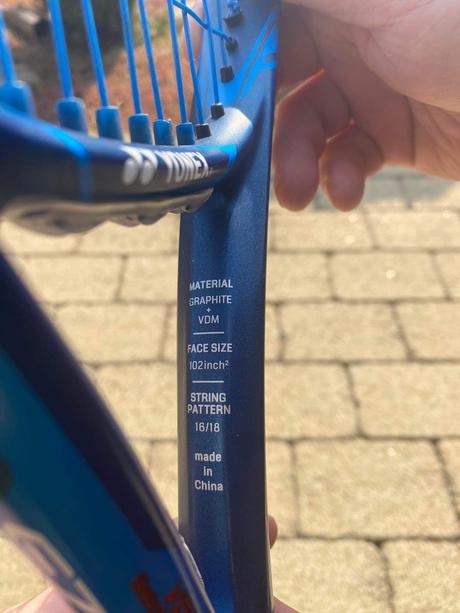 YONEX
MATERIAL
GRAPHITE
+
VDM
FACE SIZE
102inch²
STRING
PATTERN
16/18
made
in
China